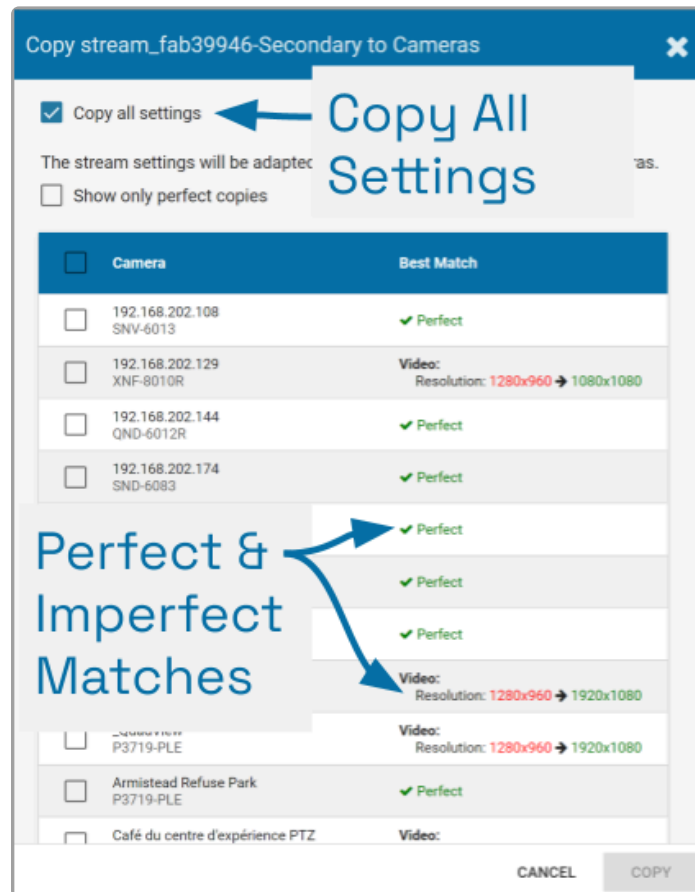 Copy stream_fab39946-Secondary to Cameras
Copy all settings
Copy All
Settings
The stream settings will be adapted
Show only perfect copies
Camera Best Match
192.168.202.108
SNV-6013
✔ Perfect
192.168.202.129
XNF-8010R
Video:
Resolution: 1280x960 ➔ 1080x1080
192.168.202.144
QND-6012R
✔ Perfect
192.168.202.174
SND-6083
✔ Perfect
Perfect &
Imperfect
Matches
✔ Perfect
✔ Perfect
✔ Perfect
Video:
Resolution: 1280x960 ➔ 1920x1080
P3719-PLE
Video:
Resolution: 1280x960 ➔ 1920x1080
Armistead Refuse Park
P3719-PLE
✔ Perfect
Café du centre d'expérience PTZ
Video:
CANCEL COPY